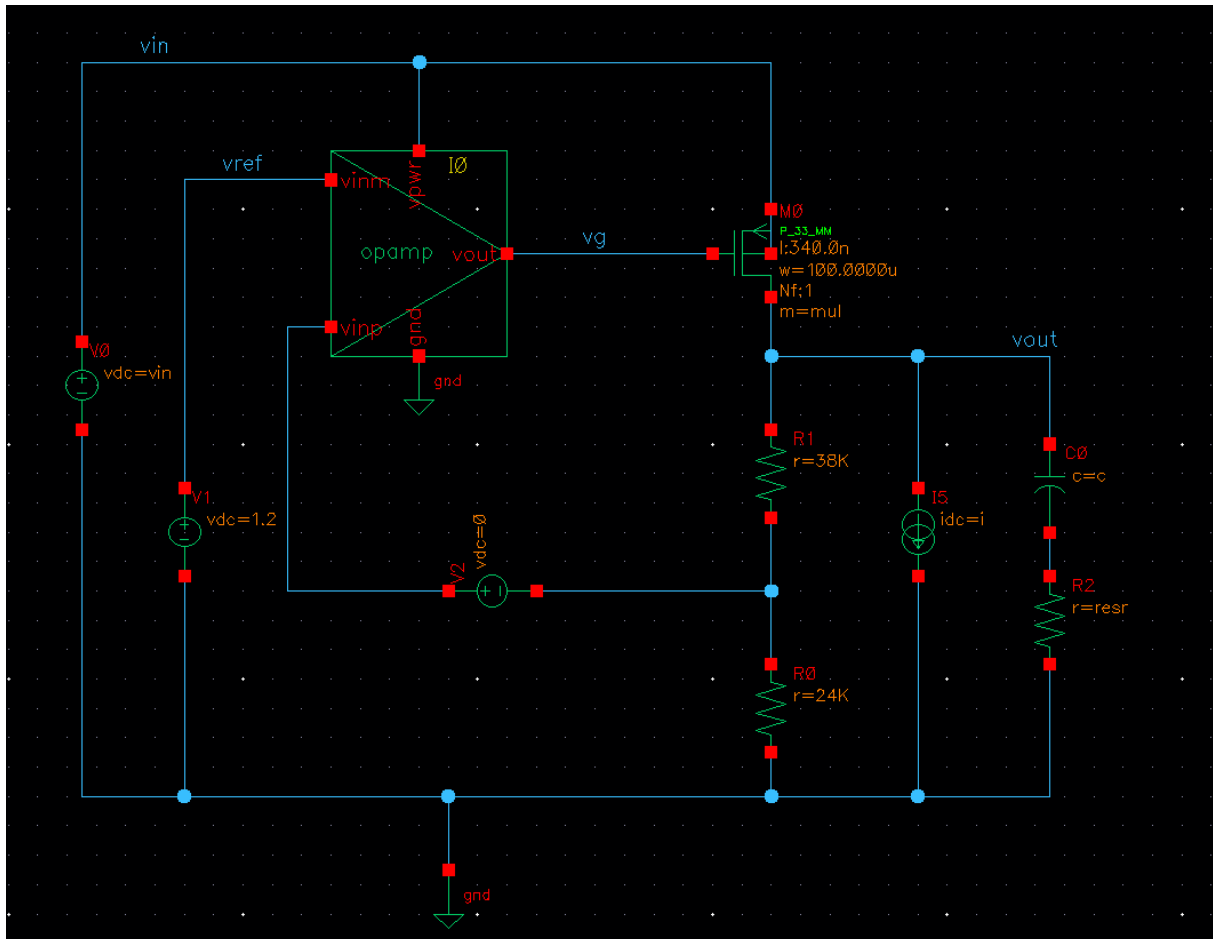 vin
vref
I0
vpwr
vinm
opamp
vout
vg
vinp
gnd
gnd
M0
P_33_MM
l:340.0n
w=100.0000u
Nf:1
m=mul
vout
V0
vdc=vin
V1
vdc=1.2
V2
vdc=0
R1
r=38K
R0
r=24K
I5
idc=i
C0
c=c
R2
r=resr
gnd